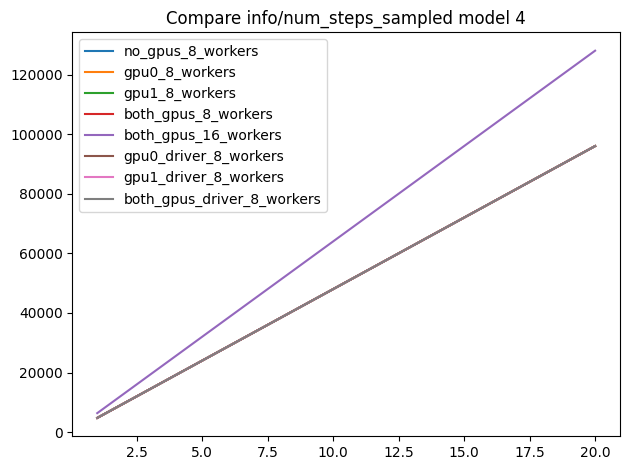 Compare info/num_steps_sampled model 4
no_gpus_8_workers
gpu0_8_workers
gpu1_8_workers
both_gpus_8_workers
both_gpus_16_workers
gpu0_driver_8_workers
gpu1_driver_8_workers
both_gpus_driver_8_workers
120000
100000
80000
60000
40000
20000
0
2.5 5.0 7.5 10.0 12.5 15.0 17.5 20.0